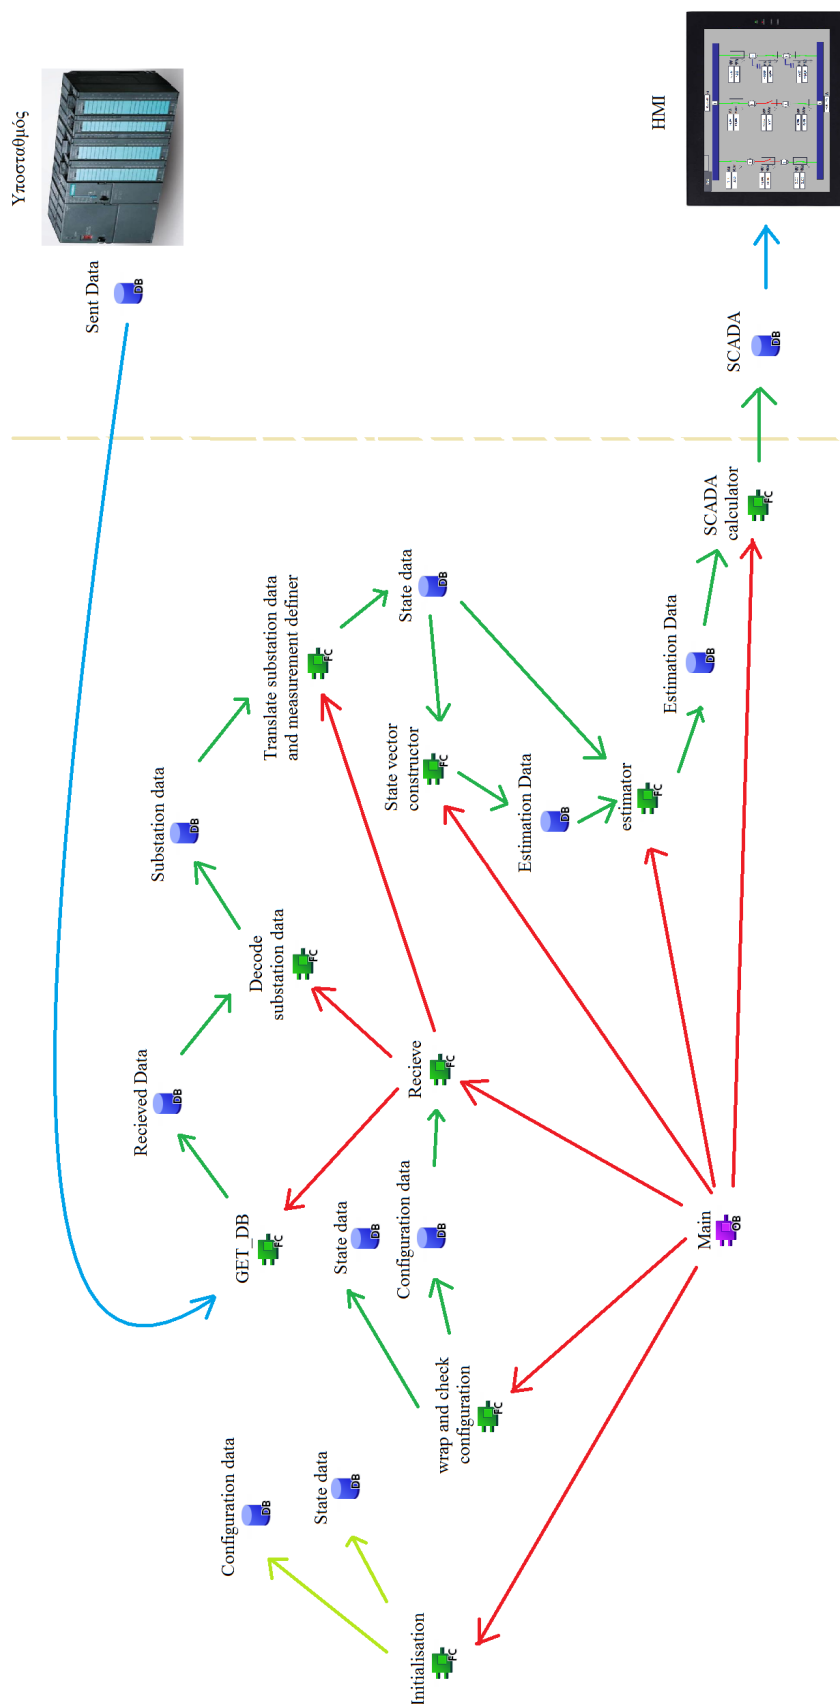 Υποσταθμός
Sent Data
DB
Recieved Data
DB
Substation data
DB
Configuration data
DB
GET_DB
FC
Decode
substation data
FC
Translate substation data
and measurement definer
FC
State data
DB
State data
DB
Configuration data
DB
State vector
constructor
FC
State data
DB
Initialisation
FC
Recieve
FC
wrap and check
configuration
FC
Estimation Data
DB
estimator
FC
Estimation Data
DB
HMI
Main
OB
SCADA
calculator
FC
SCADA
DB